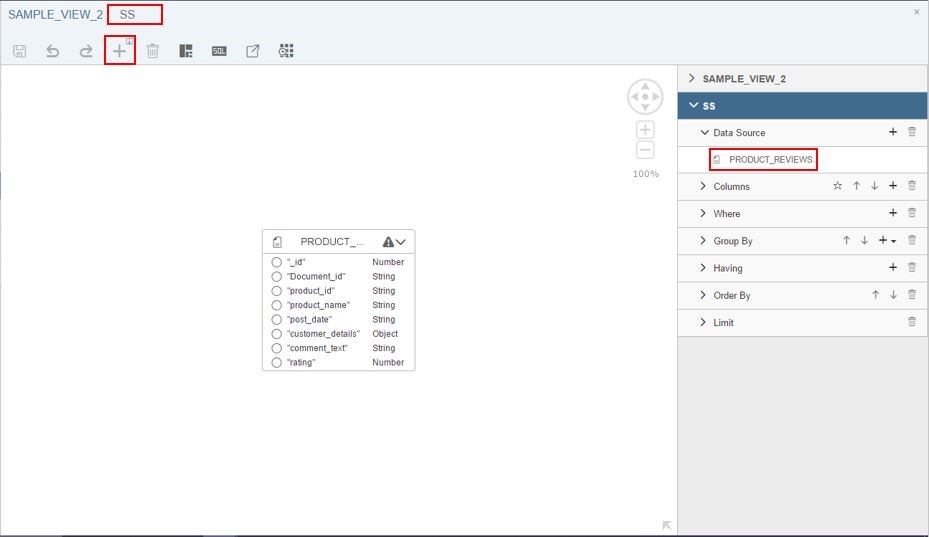 SAMPLE_VIEW_2 SS
SQL
SAMPLE_VIEW_2
SS
Data Source
PRODUCT_REVIEWS
Columns
Where
Group By
Having
Order By
Limit
100%
PRODUCT_...
"_id" Number
"Document_id" String
"product_id" String
"product_name" String
"post_date" String
"customer_details" Object
"comment_text" String
"rating" Number